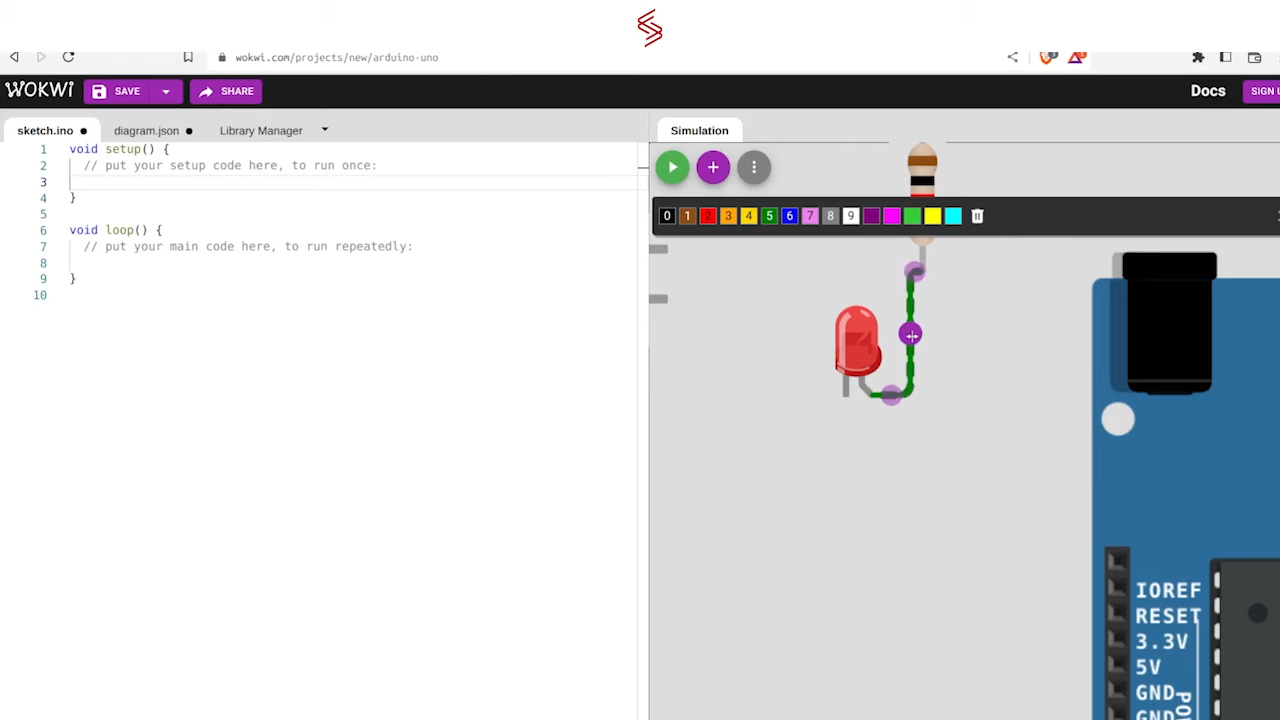 wokwi.com/projects/new/arduino-uno
WOKWI SAVE SHARE Docs SIGN
sketch.ino diagram.json Library Manager Simulation
1 void setup() {
2 // put your setup code here, to run once:
3
4 }
5
6 void loop() {
7 // put your main code here, to run repeatedly:
8
9 }
10
0 1 2 3 4 5 6 7 8 9
IOREF
RESET
3.3V
5V
GND
GND